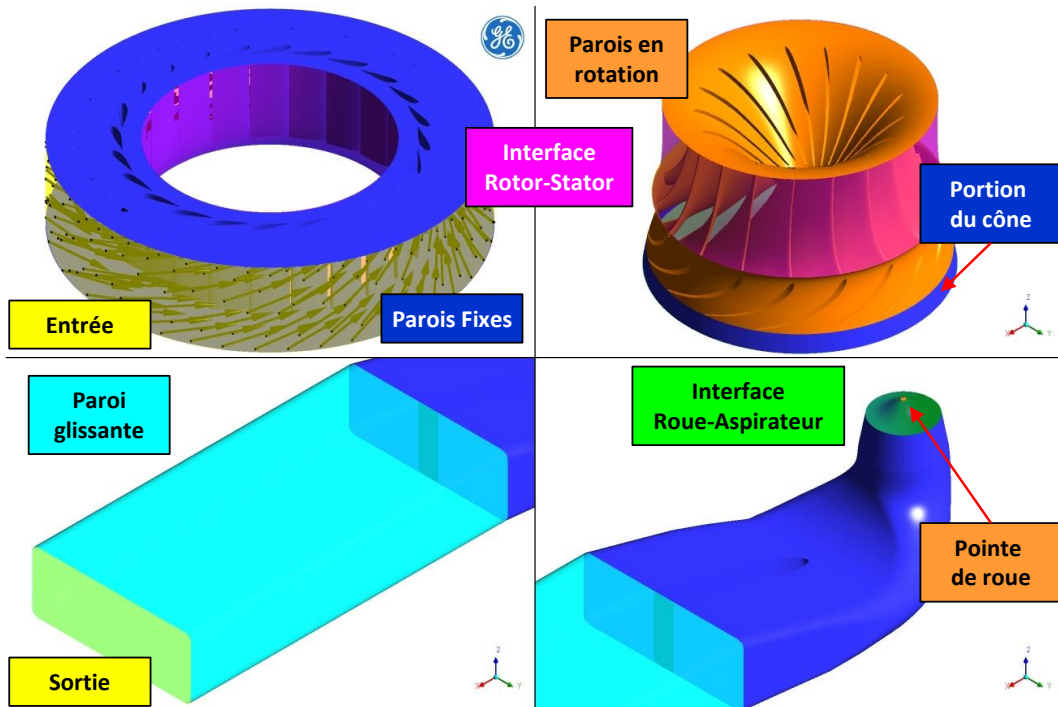 GE
Parois en
rotation
Interface
Rotor-Stator
Portion
du cône
Entrée
Parois Fixes
Z
X
Y
Paroi
glissante
Interface
Roue-Aspirateur
Pointe
de roue
Sortie
Z
X
Y
Z
X
Y